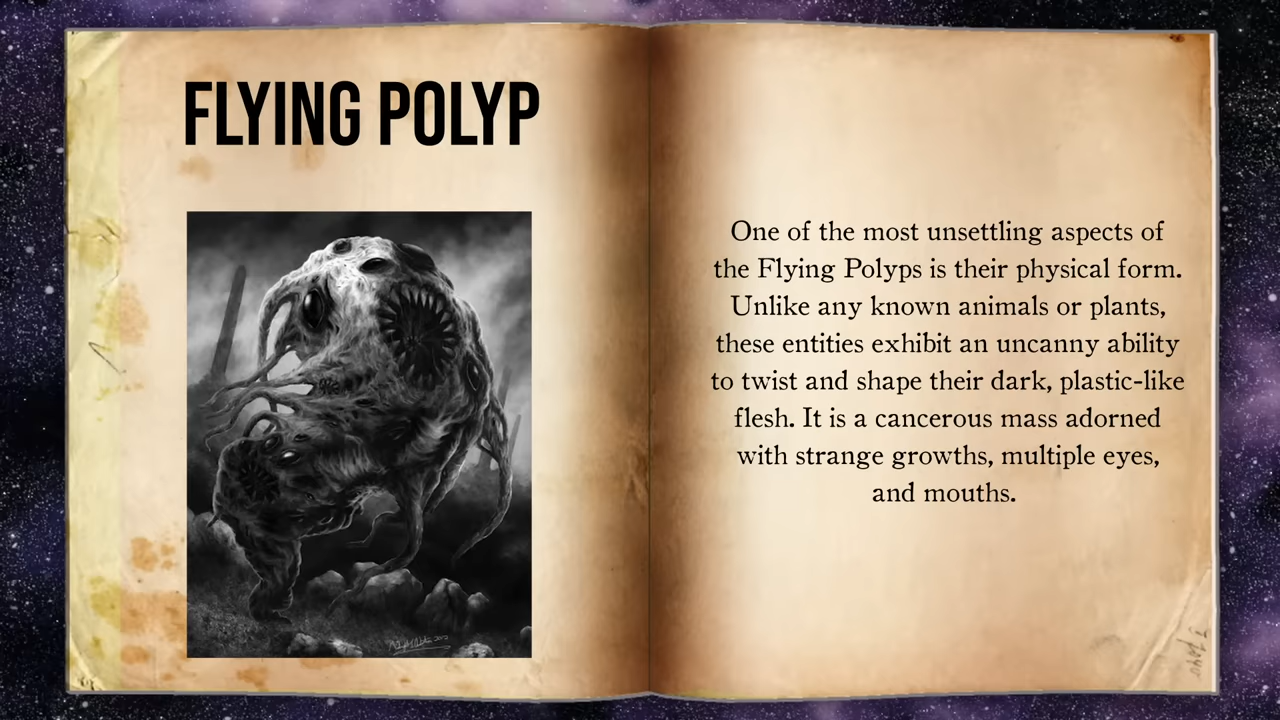 FLYING POLYP
One of the most unsettling aspects of
the Flying Polyps is their physical form.
Unlike any known animals or plants,
these entities exhibit an uncanny ability
to twist and shape their dark, plastic-like
flesh. It is a cancerous mass adorned
with strange growths, multiple eyes,
and mouths.